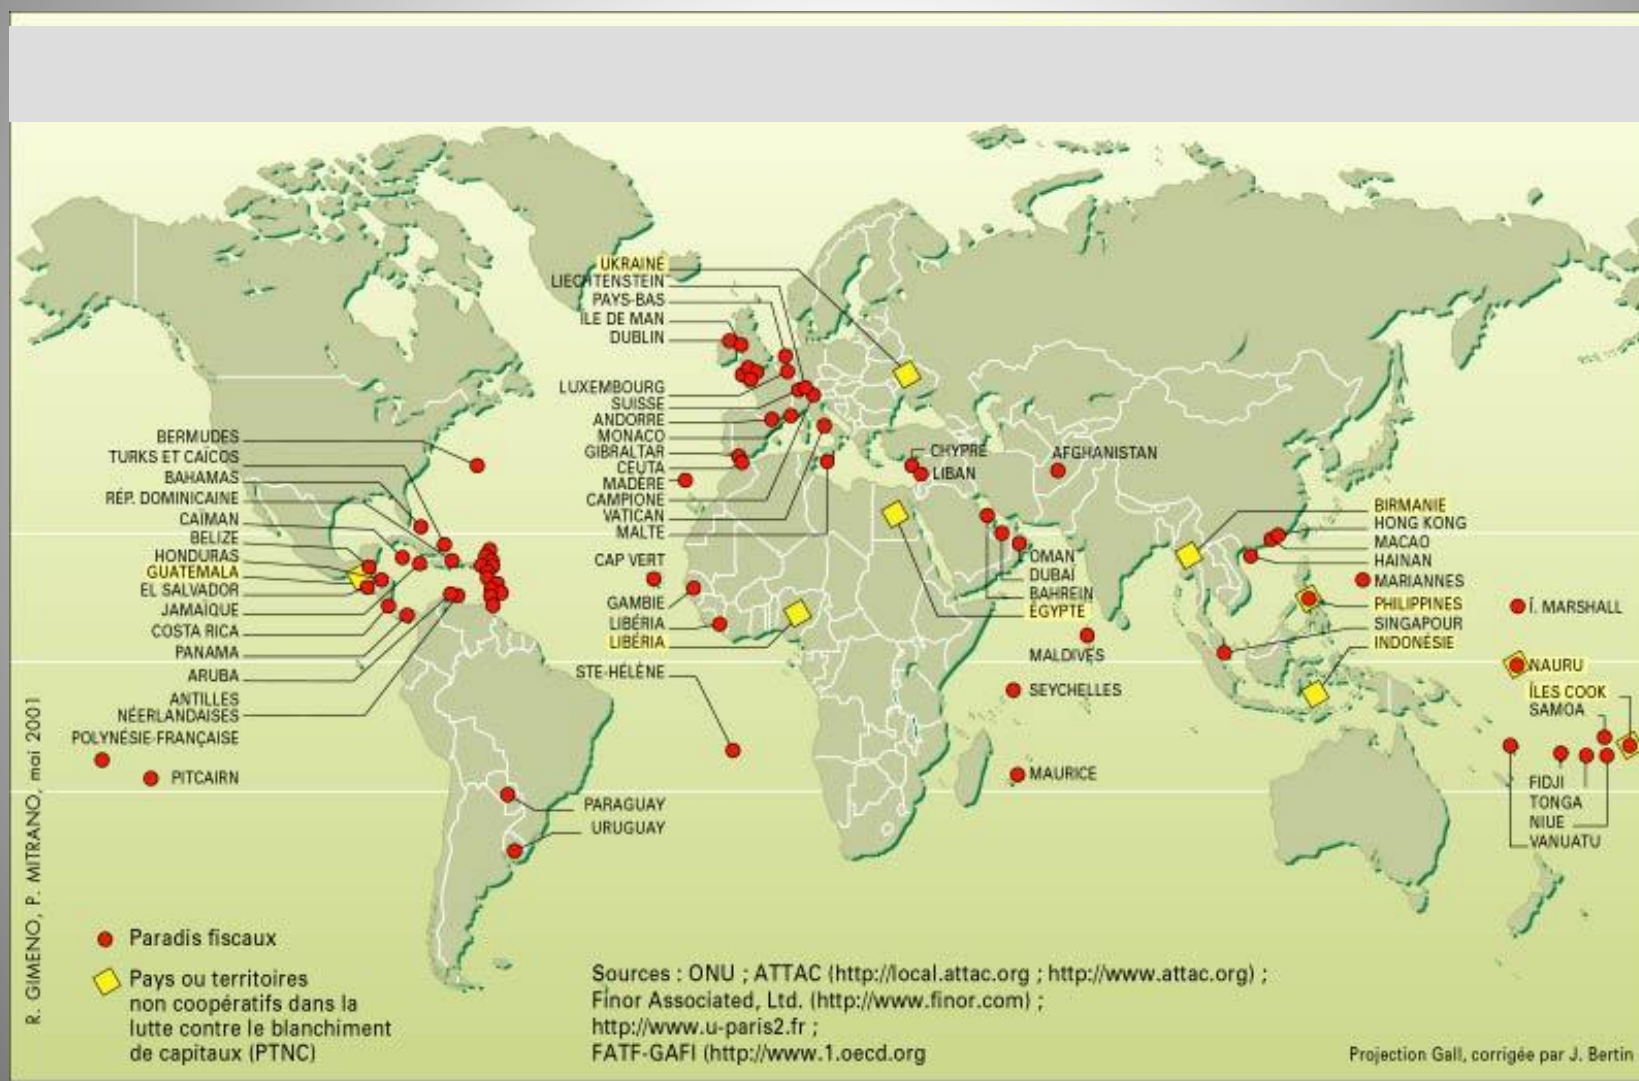 UKRAINE
LIECHTENSTEIN
PAYS-BAS
ILE DE MAN
DUBLIN
LUXEMBOURG
SUISSE
ANDORRE
MONACO
GIBRALTAR
CEUTA
MADÈRE
CAMPIONE
VATICAN
MALTE
BERMUDES
TURKS ET CAÏCOS
BAHAMAS
RÉP. DOMINICAINE
CAÏMAN
BELIZE
HONDURAS
GUATEMALA
EL SALVADOR
JAMAÏQUE
COSTA RICA
PANAMA
ARUBA
ANTILLES
NÉERLANDAISES
POLYNÉSIE-FRANÇAISE
PITCAIRN
CAP VERT
GAMBIE
LIBÉRIA
LIBÉRIA
STE-HÉLÈNE
PARAGUAY
URUGUAY
CHYPRE
LIBAN
AFGHANISTAN
OMAN
DUBAÏ
BAHREIN
ÉGYPTE
MALDIVES
SEYCHELLES
MAURICE
BIRMANIE
HONG KONG
MACAO
HAINAN
MARIANNES
PHILIPPINES
SINGAPOUR
INDONÉSIE
Î. MARSHALL
NAURU
ÎLES COOK
SAMOA
FIDJI
TONGA
NIUE
VANUATU
R. GIMENO, P. MITRANO, mai 2001
Paradis fiscaux
Pays ou territoires
non coopératifs dans la
lutte contre le blanchiment
de capitaux (PTNC)
Sources : ONU ; ATTAC (http://local.attac.org ; http://www.attac.org) ;
Finor Associated, Ltd. (http://www.finor.com) ;
http://www.u-paris2.fr ;
FATF-GAFI (http://www.1.oecd.org
Projection Gall, corrigée par J. Bertin